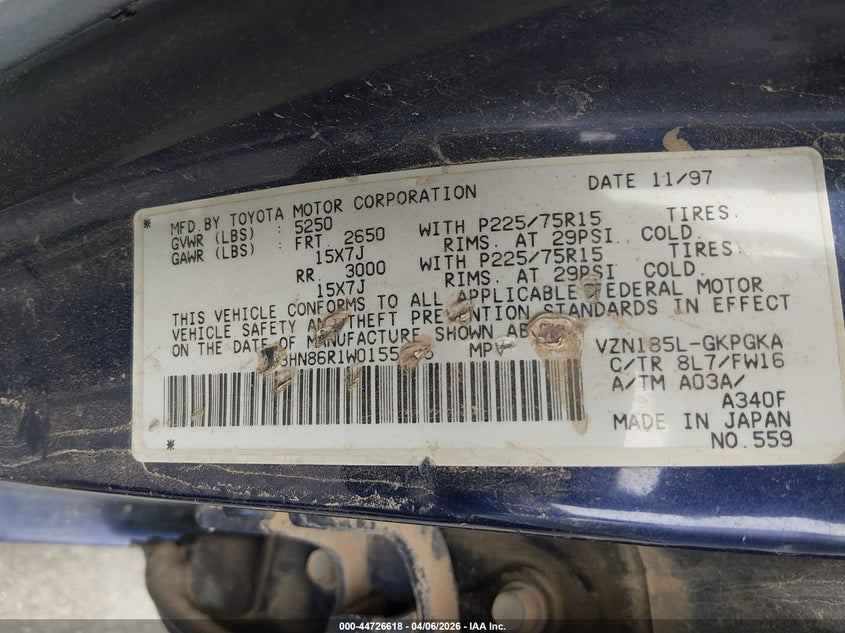 MFD. BY TOYOTA MOTOR CORPORATION DATE 11/97
GVWR (LBS) : 5250
GAWR (LBS) : FRT. 2650 WITH P225/75R15 TIRES.
15X7J RIMS. AT 29PSI COLD.
RR. 3000 WITH P225/75R15 TIRES.
15X7J RIMS. AT 29PSI COLD.
THIS VEHICLE CONFORMS TO ALL APPLICABLE FEDERAL MOTOR
VEHICLE SAFETY AND THEFT PREVENTION STANDARDS IN EFFECT
ON THE DATE OF MANUFACTURE SHOWN ABOVE.
MPV VZN185L-GKPGKA
C/TR 8L7/FW16
A/TM A03A/
A340F
MADE IN JAPAN
NO. 559
000-44726618 - 04/06/2026 - IAA Inc.